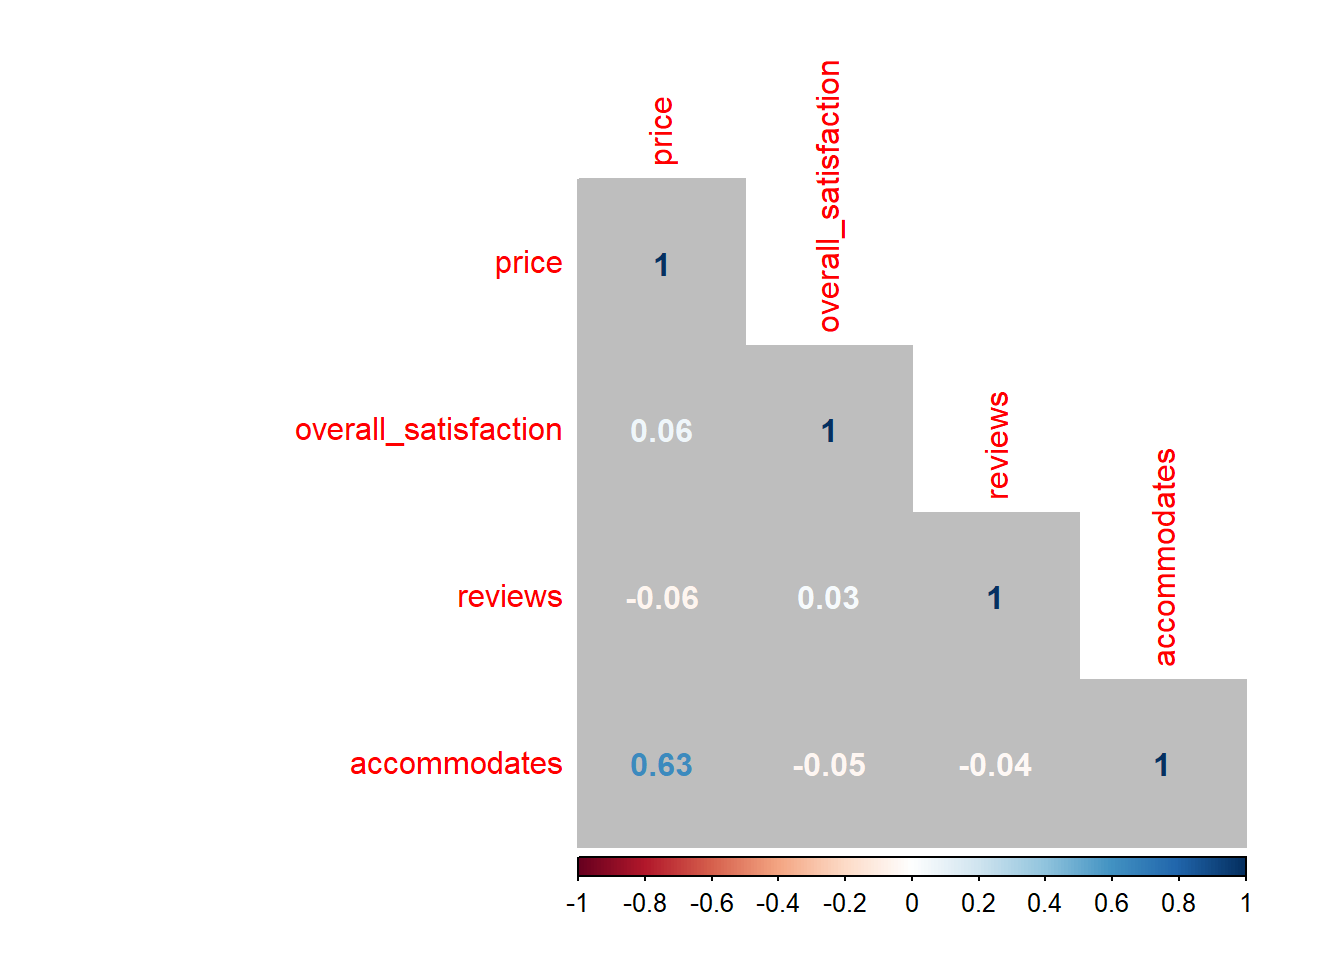 price
overall_satisfaction
reviews
accommodates
price
1
overall_satisfaction
0.06 1
reviews
-0.06 0.03 1
accommodates
0.63 -0.05 -0.04 1
-1 -0.8 -0.6 -0.4 -0.2 0 0.2 0.4 0.6 0.8 1